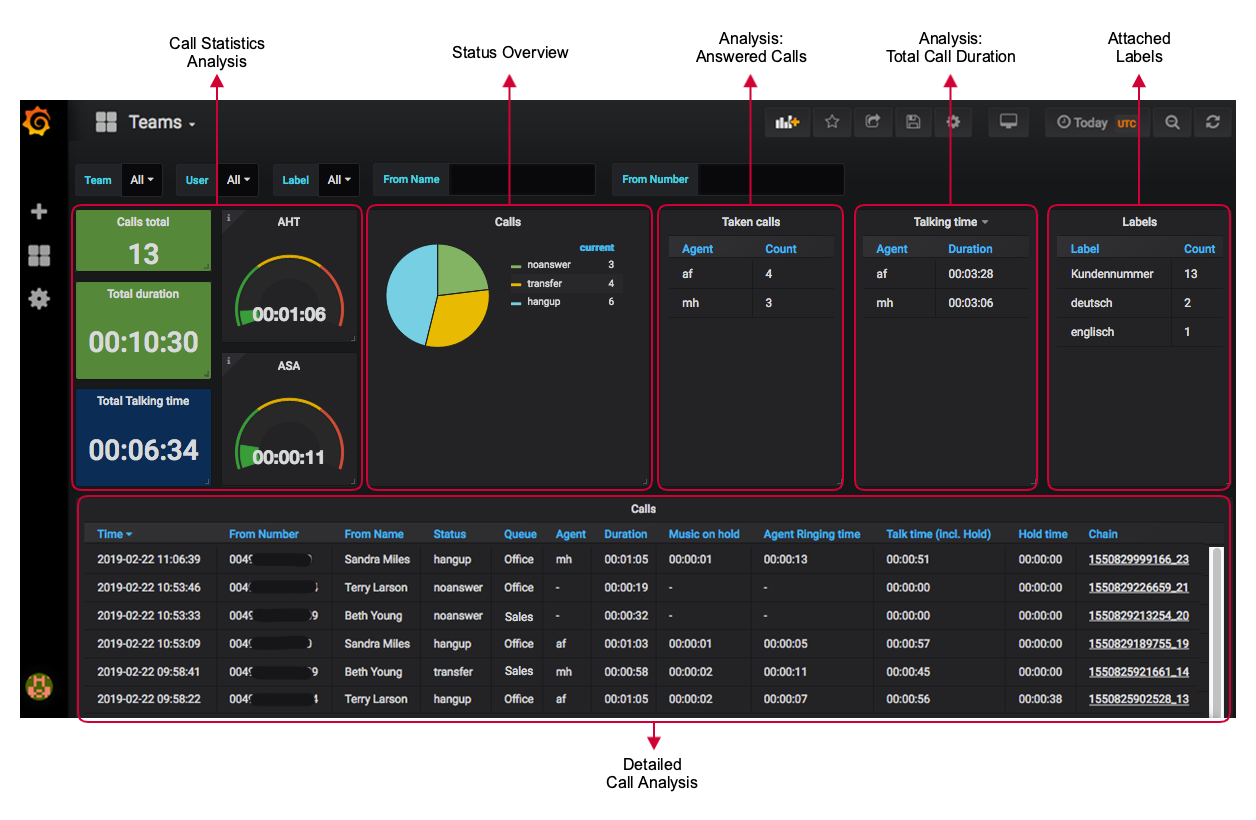 Call Statistics
Analysis
Status Overview
Analysis:
Answered Calls
Analysis:
Total Call Duration
Attached
Labels
Teams
Today UTC
Team All User All Label All From Name From Number
Calls total
13
Total duration
00:10:30
Total Talking time
00:06:34
i
AHT
00:01:06
i
ASA
00:00:11
Calls
current
noanswer 3
transfer 4
hangup 6
Taken calls
Agent Count
af 4
mh 3
Talking time
Agent Duration
af 00:03:28
mh 00:03:06
Labels
Label Count
Kundennummer 13
deutsch 2
englisch 1
Calls
Time From Number From Name Status Queue Agent Duration Music on hold Agent Ringing time Talk time (incl. Hold) Hold time Chain
2019-02-22 11:06:39 0049 Sandra Miles hangup Office mh 00:01:05 00:00:01 00:00:13 00:00:51 00:00:00 1550829999166_23
2019-02-22 10:53:46 004 Terry Larson noanswer Office - 00:00:19 - - 00:00:00 00:00:00 1550829226659_21
2019-02-22 10:53:33 004 9 Beth Young noanswer Sales - 00:00:32 - - 00:00:00 00:00:00 1550829213254_20
2019-02-22 10:53:09 0049 Sandra Miles hangup Office af 00:01:03 00:00:01 00:00:05 00:00:57 00:00:00 1550829189755_19
2019-02-22 09:58:41 0049 9 Beth Young transfer Sales mh 00:00:58 00:00:02 00:00:11 00:00:45 00:00:00 1550825921661_14
2019-02-22 09:58:22 0049 4 Terry Larson hangup Office af 00:01:05 00:00:02 00:00:07 00:00:56 00:00:38 1550825902528_13
Detailed
Call Analysis